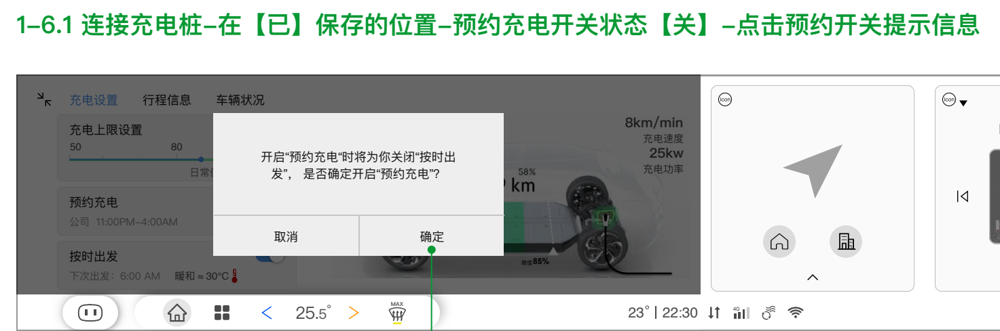 1–6.1 连接充电桩–在【已】保存的位置–预约充电开关状态【关】–点击预约开关提示信息
充电设置 行程信息 车辆状况
充电上限设置
50 80
日常
预约充电
公司 11:00PM–4:00AM
按时出发
下次出发：6:00 AM 暖和≈30°C
开启“预约充电“时将为你关闭“按时出
发”， 是否确定开启“预约充电”？
取消 确定
8km/min
充电速度
25kw
充电功率
58%
km
限值85%
icon
icon
25.5°
MAX
23° | 22:30
4G